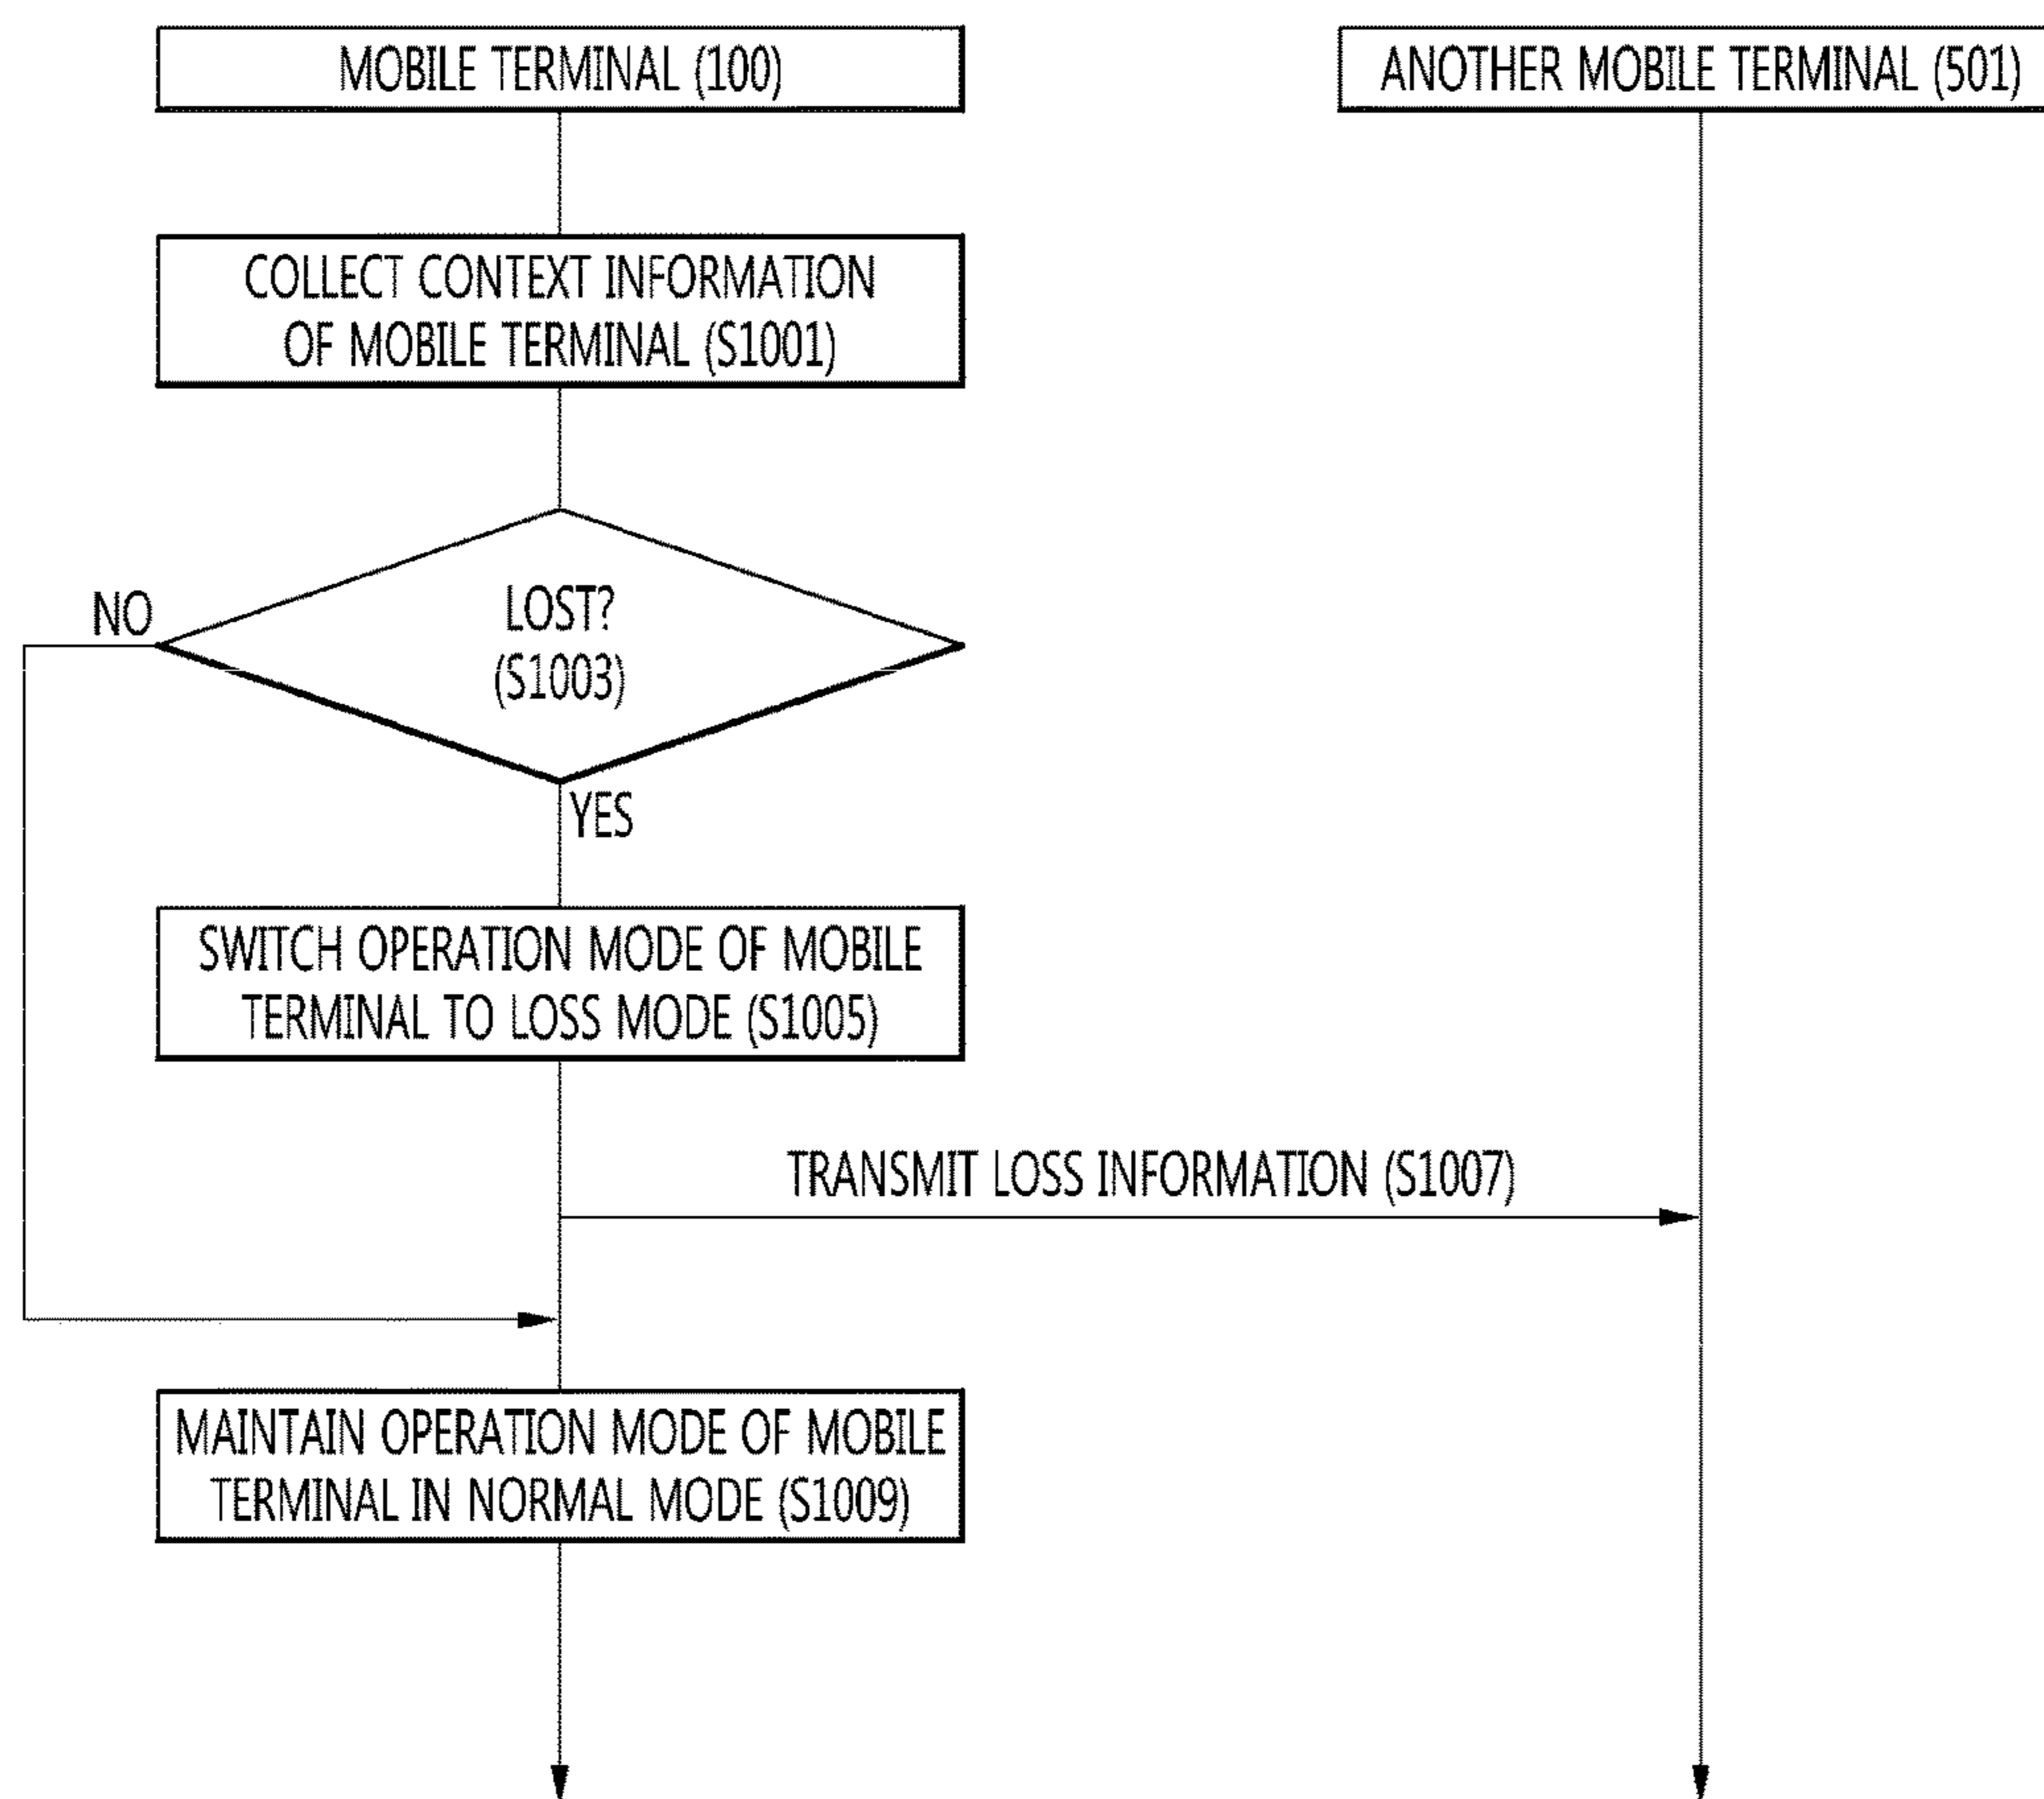 MOBILE TERMINAL (100)
ANOTHER MOBILE TERMINAL (501)
COLLECT CONTEXT INFORMATION
OF MOBILE TERMINAL (S1001)
NO
LOST?
(S1003)
YES
SWITCH OPERATION MODE OF MOBILE
TERMINAL TO LOSS MODE (S1005)
TRANSMIT LOSS INFORMATION (S1007)
MAINTAIN OPERATION MODE OF MOBILE
TERMINAL IN NORMAL MODE (S1009)